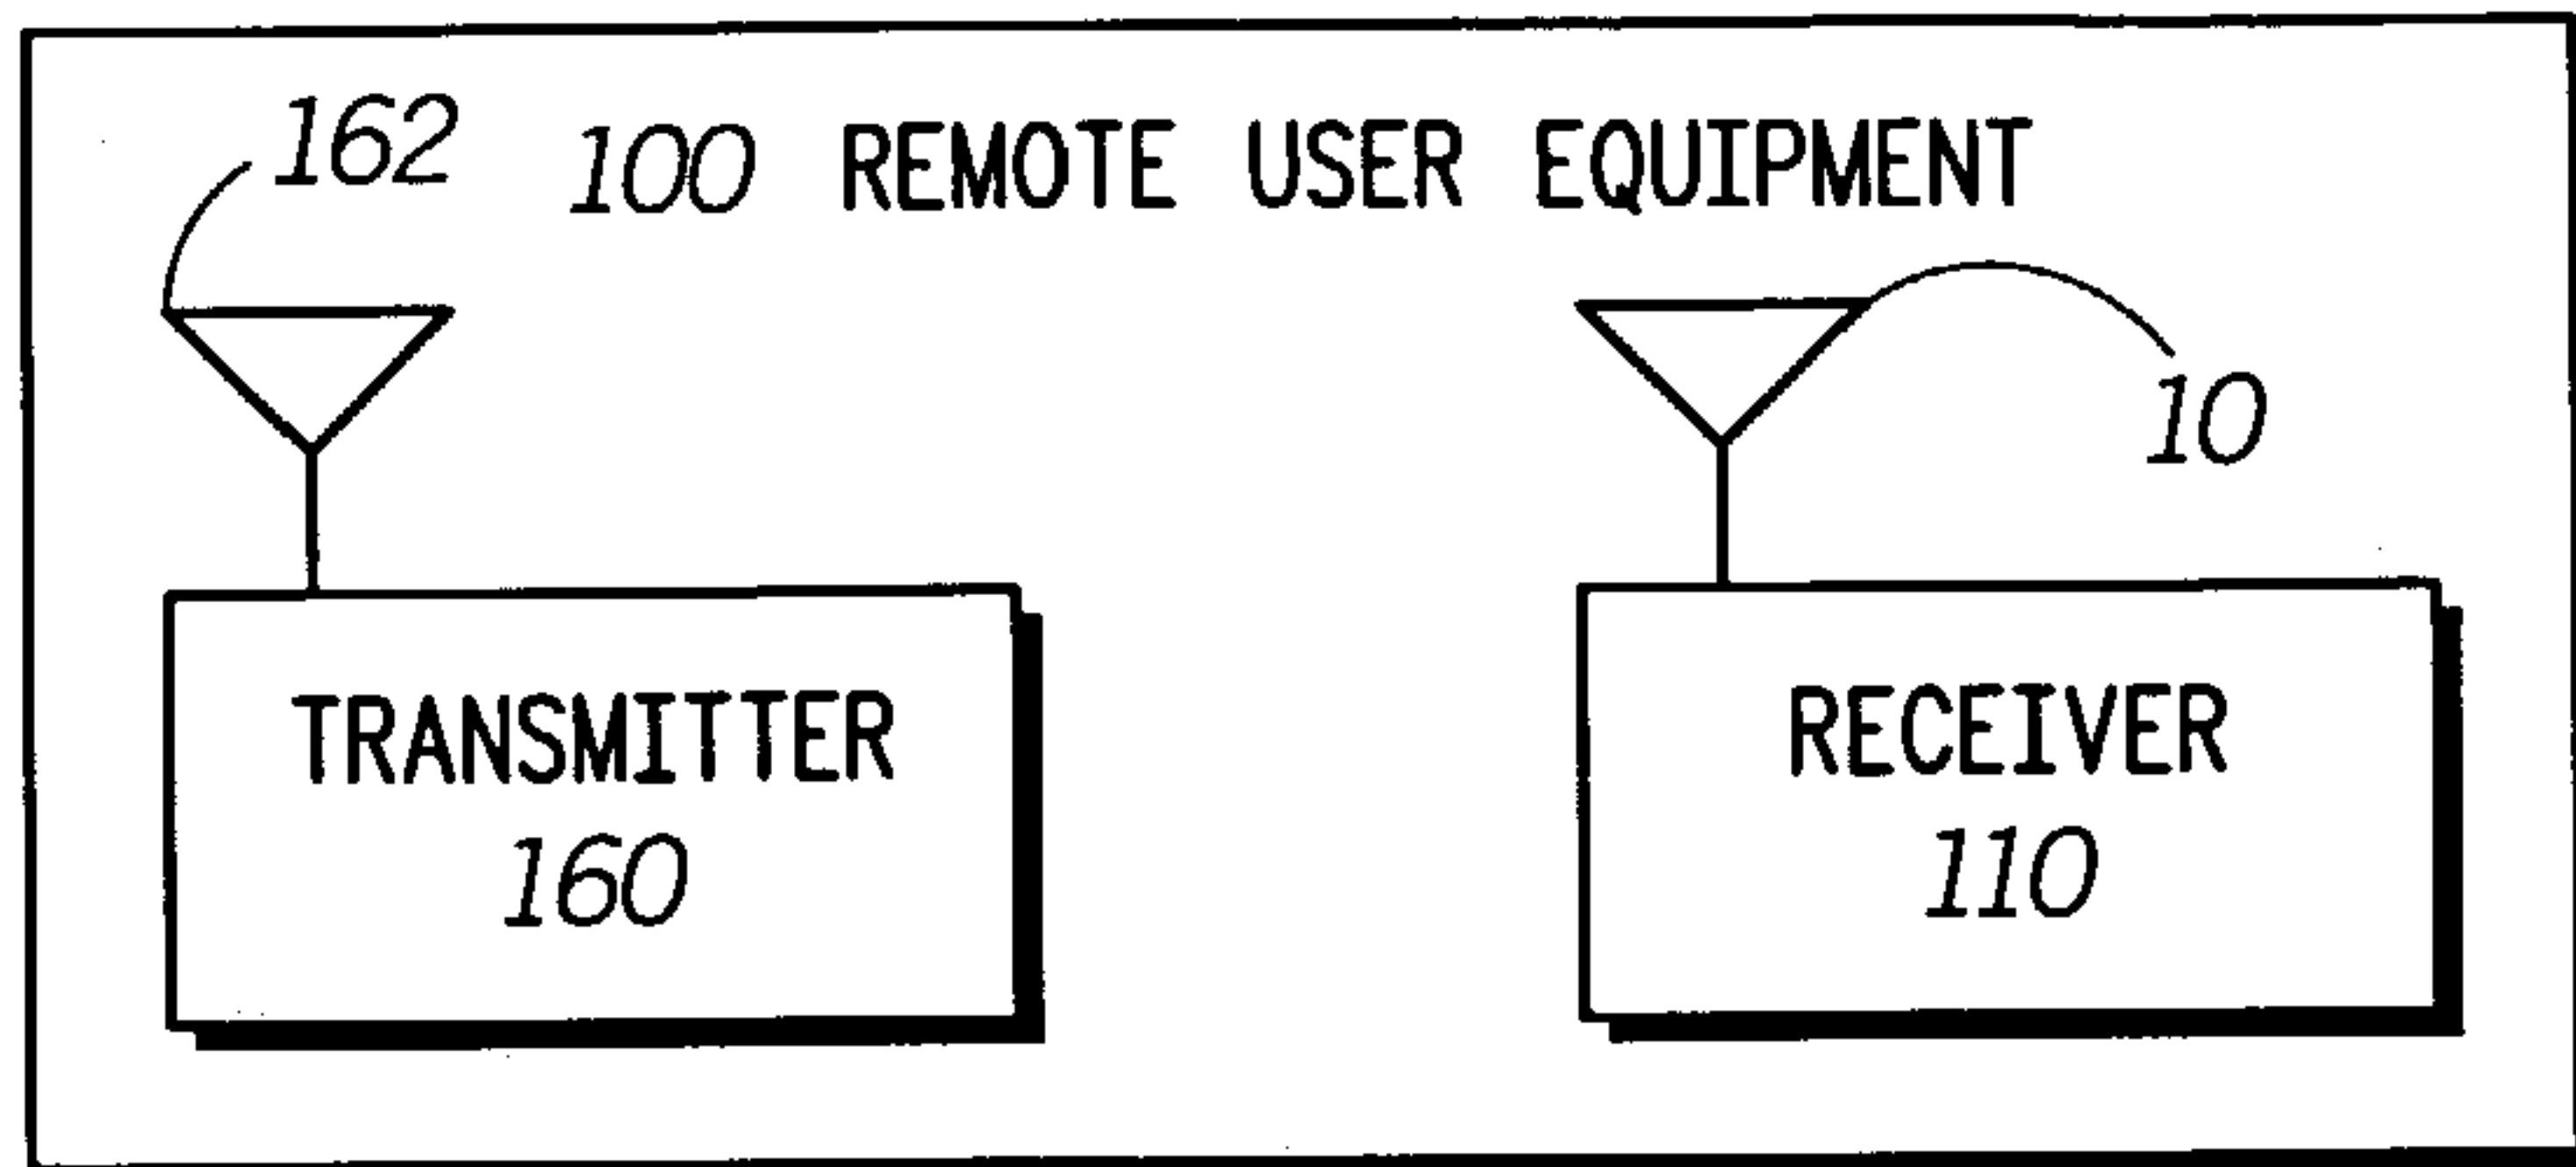 162
100 REMOTE USER EQUIPMENT
10
TRANSMITTER
160
RECEIVER
110